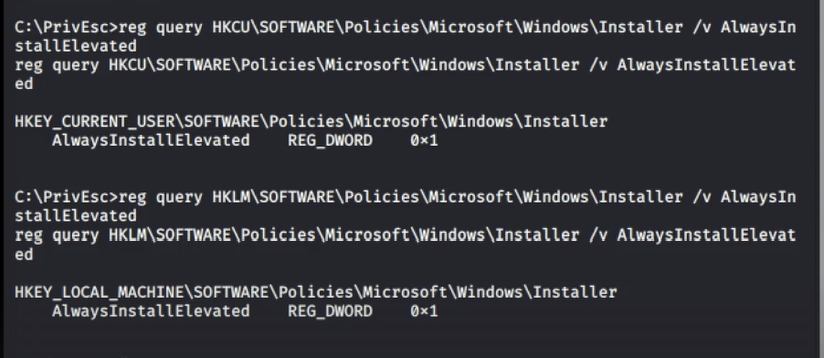 C:\PrivEsc>reg query HKCU\SOFTWARE\Policies\Microsoft\Windows\Installer /v AlwaysIn
stallElevated
reg query HKCU\SOFTWARE\Policies\Microsoft\Windows\Installer /v AlwaysInstallElevat
ed
HKEY_CURRENT_USER\SOFTWARE\Policies\Microsoft\Windows\Installer
AlwaysInstallElevated    REG_DWORD    0×1
C:\PrivEsc>reg query HKLM\SOFTWARE\Policies\Microsoft\Windows\Installer /v AlwaysIn
stallElevated
reg query HKLM\SOFTWARE\Policies\Microsoft\Windows\Installer /v AlwaysInstallElevat
ed
HKEY_LOCAL_MACHINE\SOFTWARE\Policies\Microsoft\Windows\Installer
AlwaysInstallElevated    REG_DWORD    0×1